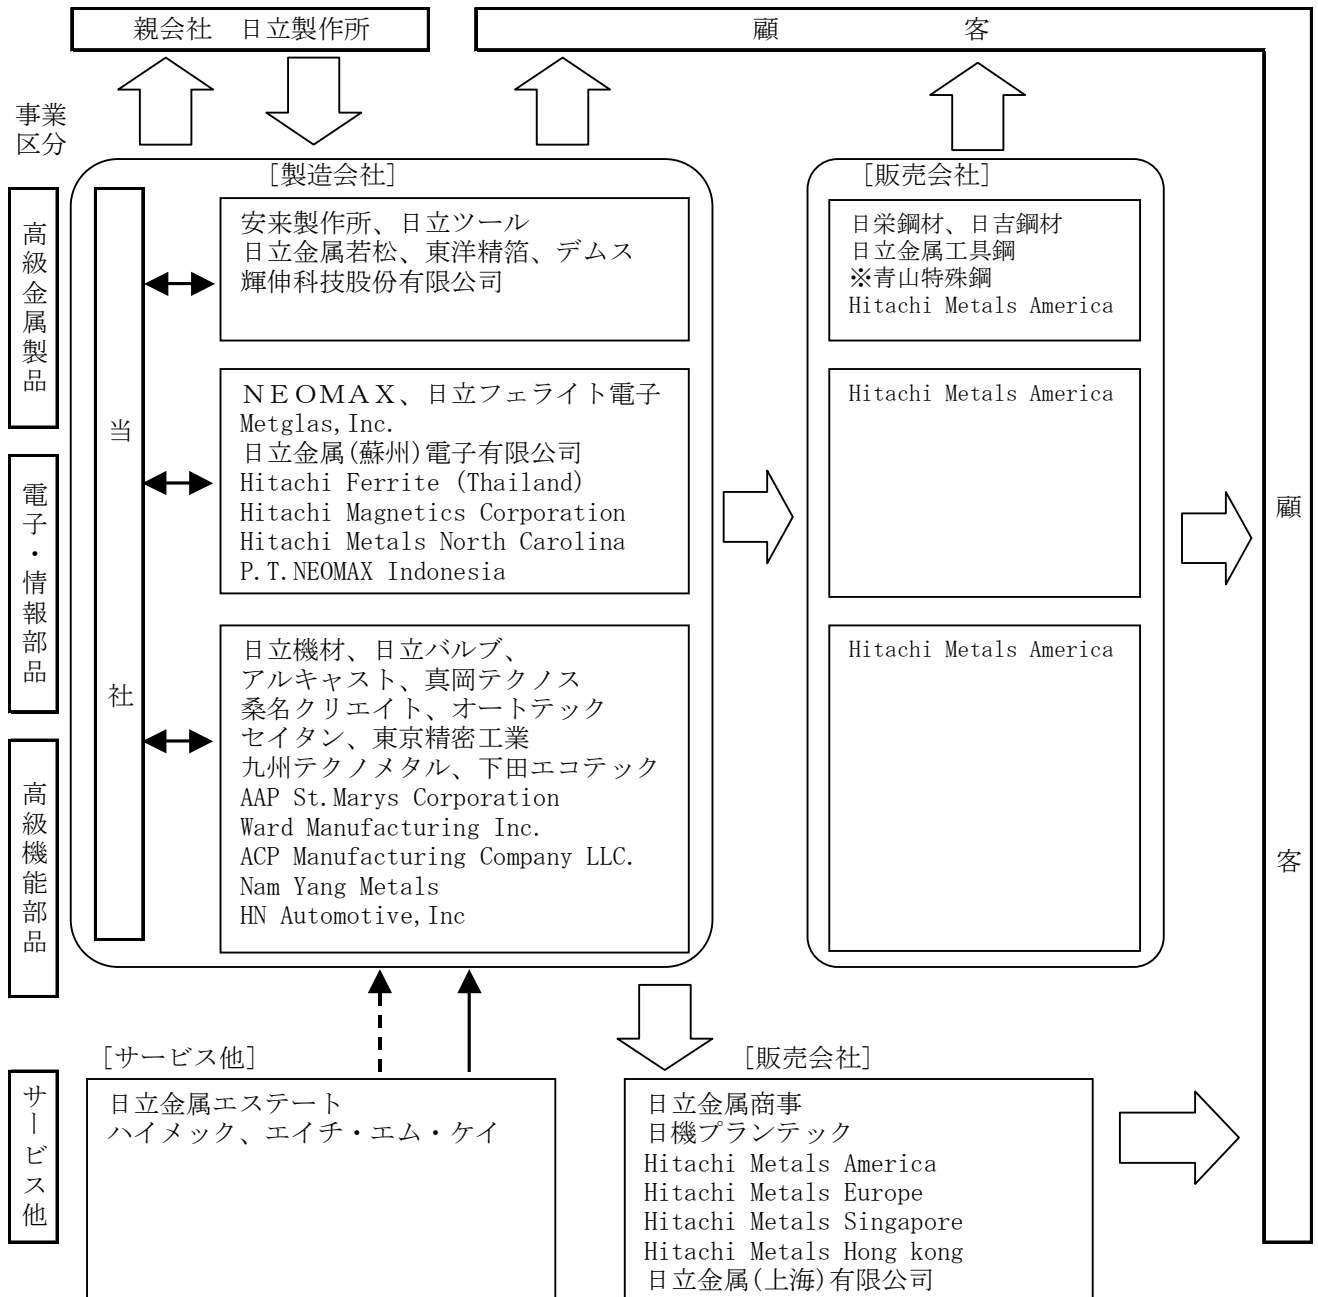 親会社　日立製作所
顧　　　　　　　客
事業
区分
[製造会社]
[販売会社]
高級金属製品
当　　　社
安来製作所、日立ツール
日立金属若松、東洋精箔、デムス
輝伸科技股份有限公司
日栄鋼材、日吉鋼材
日立金属工具鋼
※青山特殊鋼
Hitachi Metals America
電子・情報部品
ＮＥＯＭＡＸ、日立フェライト電子
Metglas,Inc.
日立金属(蘇州)電子有限公司
Hitachi Ferrite (Thailand)
Hitachi Magnetics Corporation
Hitachi Metals North Carolina
P.T.NEOMAX Indonesia
Hitachi Metals America
顧　　　　　　　客
高級機能部品
日立機材、日立バルブ、
アルキャスト、真岡テクノス
桑名クリエイト、オートテック
セイタン、東京精密工業
九州テクノメタル、下田エコテック
AAP St.Marys Corporation
Ward Manufacturing Inc.
ACP Manufacturing Company LLC.
Nam Yang Metals
HN Automotive,Inc
Hitachi Metals America
[サービス他]
[販売会社]
サービス他
日立金属エステート
ハイメック、エイチ・エム・ケイ
日立金属商事
日機プランテック
Hitachi Metals America
Hitachi Metals Europe
Hitachi Metals Singapore
Hitachi Metals Hong kong
日立金属(上海)有限公司